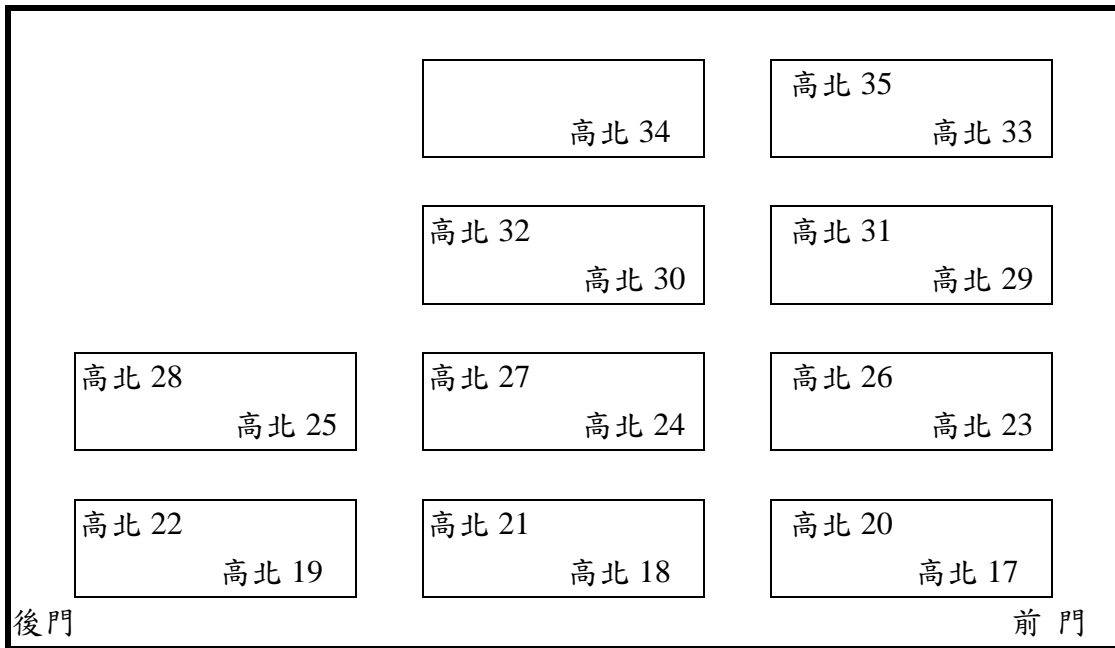 高北 35
高北 34
高北 33
高北 32
高北 31
高北 30
高北 29
高北 28
高北 27
高北 26
高北 25
高北 24
高北 23
高北 22
高北 21
高北 20
高北 19
高北 18
高北 17
後門
前 門